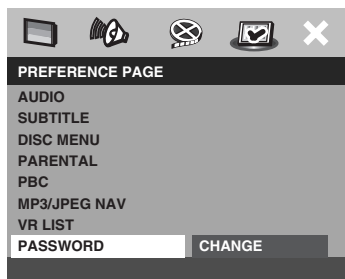 PREFERENCE PAGE
AUDIO
SUBTITLE
DISC MENU
PARENTAL
PBC
MP3/JPEG NAV
VR LIST
PASSWORD CHANGE